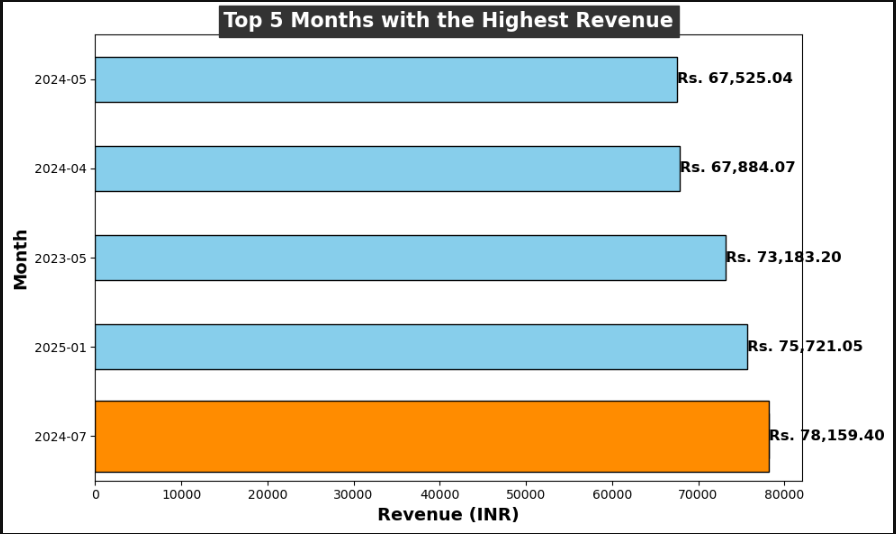 Top 5 Months with the Highest Revenue
2024-05
Rs. 67,525.04
2024-04
Rs. 67,884.07
2023-05
Rs. 73,183.20
2025-01
Rs. 75,721.05
2024-07
Rs. 78,159.40
Month
0 10000 20000 30000 40000 50000 60000 70000 80000
Revenue (INR)